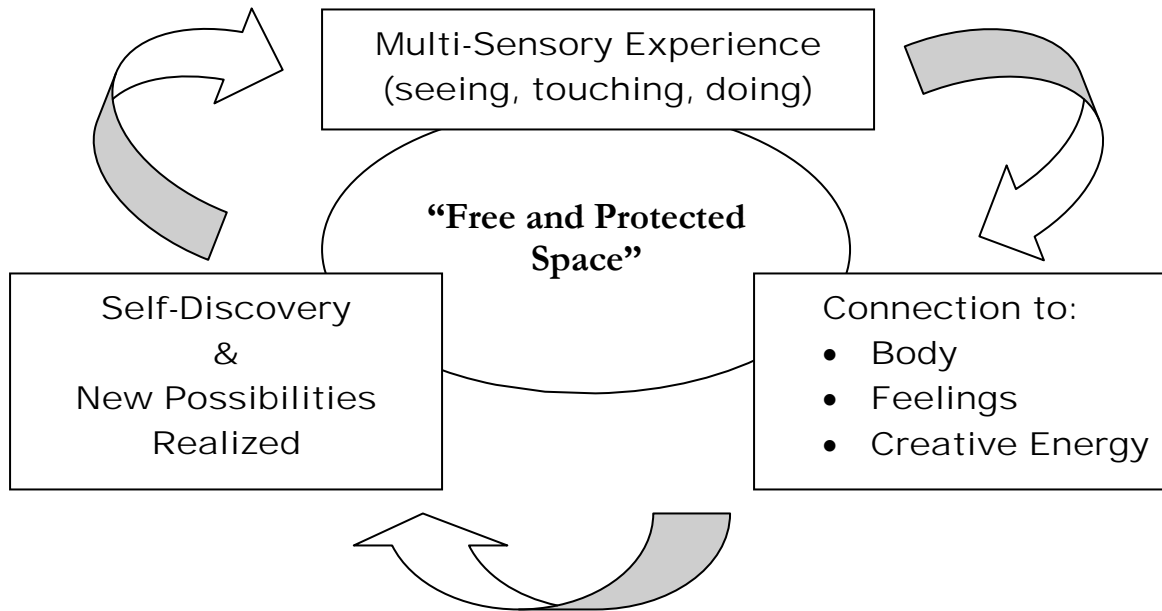 Multi-Sensory Experience
(seeing, touching, doing)
“Free and Protected
Space”
Self-Discovery
&
New Possibilities
Realized
Connection to:
• Body
• Feelings
• Creative Energy